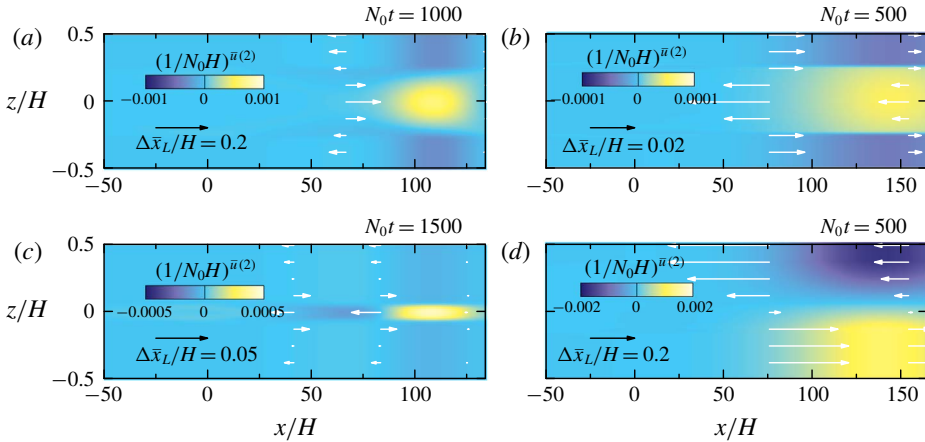 N₀t = 1000
N₀t = 500
(a)
(b)
0.5
z/H
0
−0.5
(1/N₀H)^ū(2)
−0.001 0 0.001
Δx̄_L/H = 0.2
(1/N₀H)^ū(2)
−0.0001 0 0.0001
Δx̄_L/H = 0.02
−50 0 50 100
−50 0 50 100 150
N₀t = 1500
N₀t = 500
(c)
(d)
0.5
z/H
0
−0.5
(1/N₀H)^ū(2)
−0.0005 0 0.0005
Δx̄_L/H = 0.05
(1/N₀H)^ū(2)
−0.002 0 0.002
Δx̄_L/H = 0.2
−50 0 50 100
−50 0 50 100 150
x/H
x/H